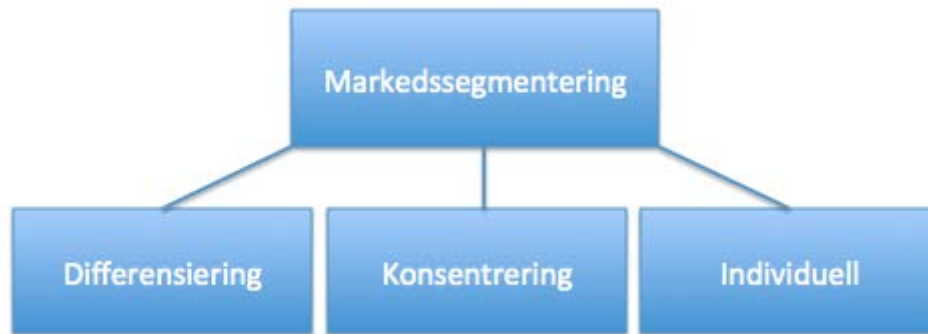 Markedssegmentering
Differensiering
Konsentrering
Individuell